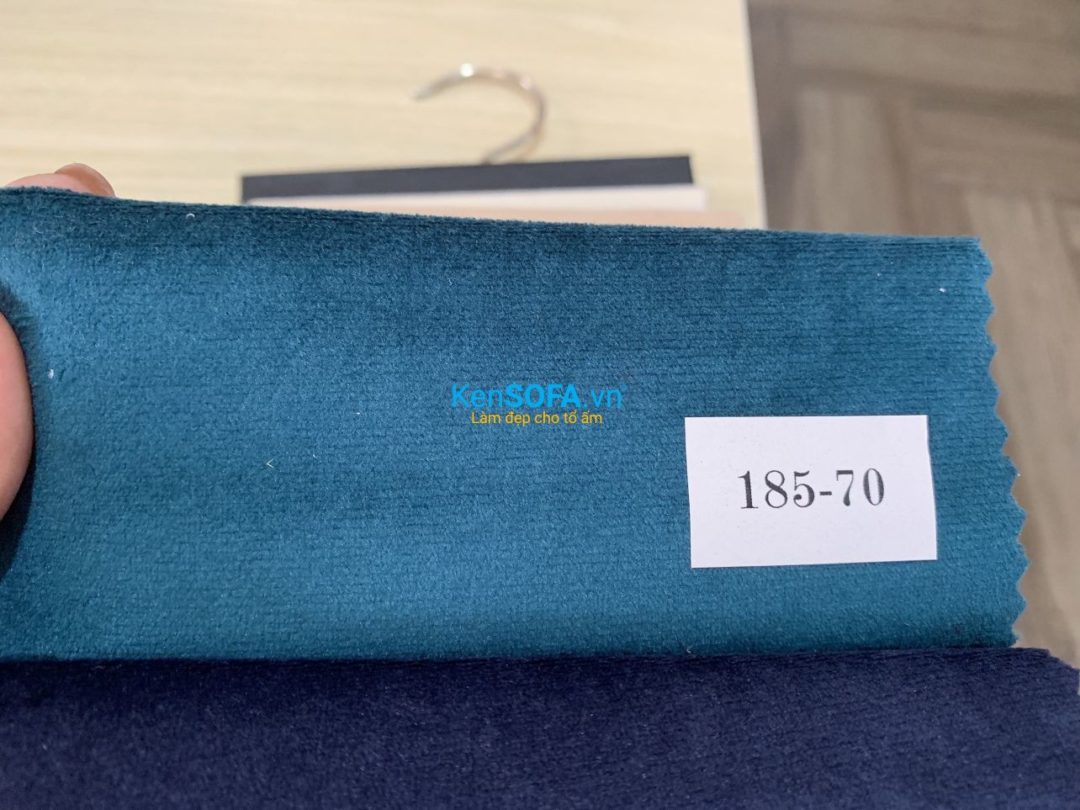 KenSOFA.vn
Làm đẹp cho tổ ấm
185-70